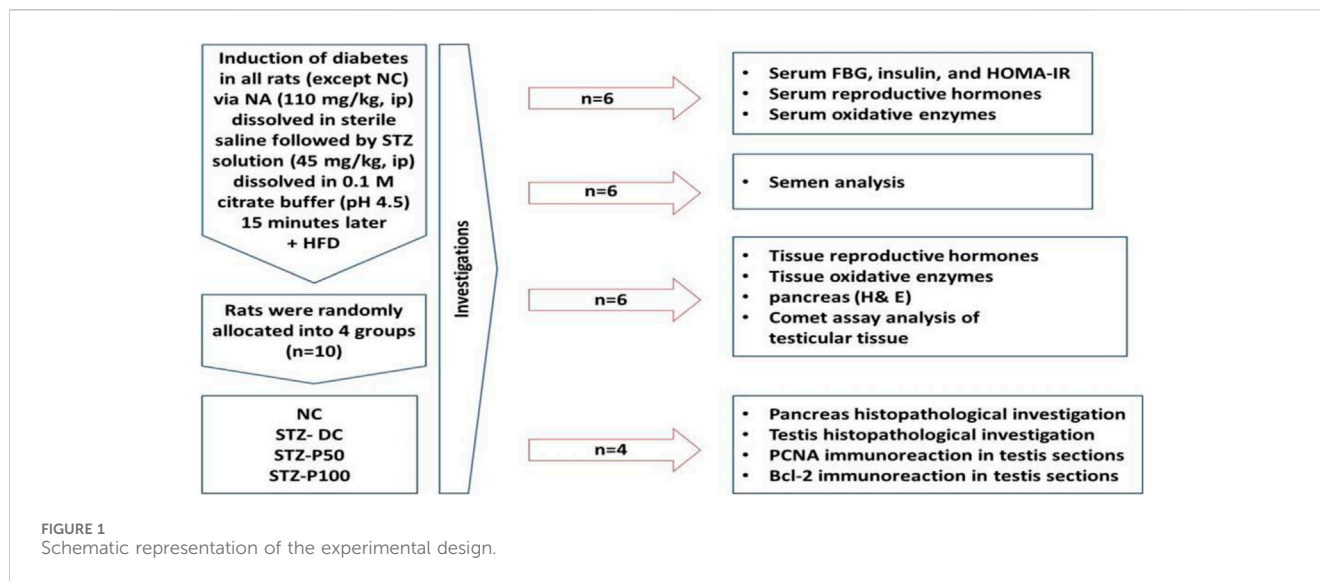 Induction of diabetes
in all rats (except NC)
via NA (110 mg/kg, ip)
dissolved in sterile
saline followed by STZ
solution (45 mg/kg, ip)
dissolved in 0.1 M
citrate buffer (pH 4.5)
15 minutes later
+ HFD
Rats were randomly
allocated into 4 groups
(n=10)
NC
STZ- DC
STZ-P50
STZ-P100
Investigations
n=6
• Serum FBG, insulin, and HOMA-IR
• Serum reproductive hormones
• Serum oxidative enzymes
n=6
• Semen analysis
n=6
• Tissue reproductive hormones
• Tissue oxidative enzymes
• pancreas (H& E)
• Comet assay analysis of
testicular tissue
n=4
• Pancreas histopathological investigation
• Testis histopathological investigation
• PCNA immunoreaction in testis sections
• Bcl-2 immunoreaction in testis sections
FIGURE 1
Schematic representation of the experimental design.